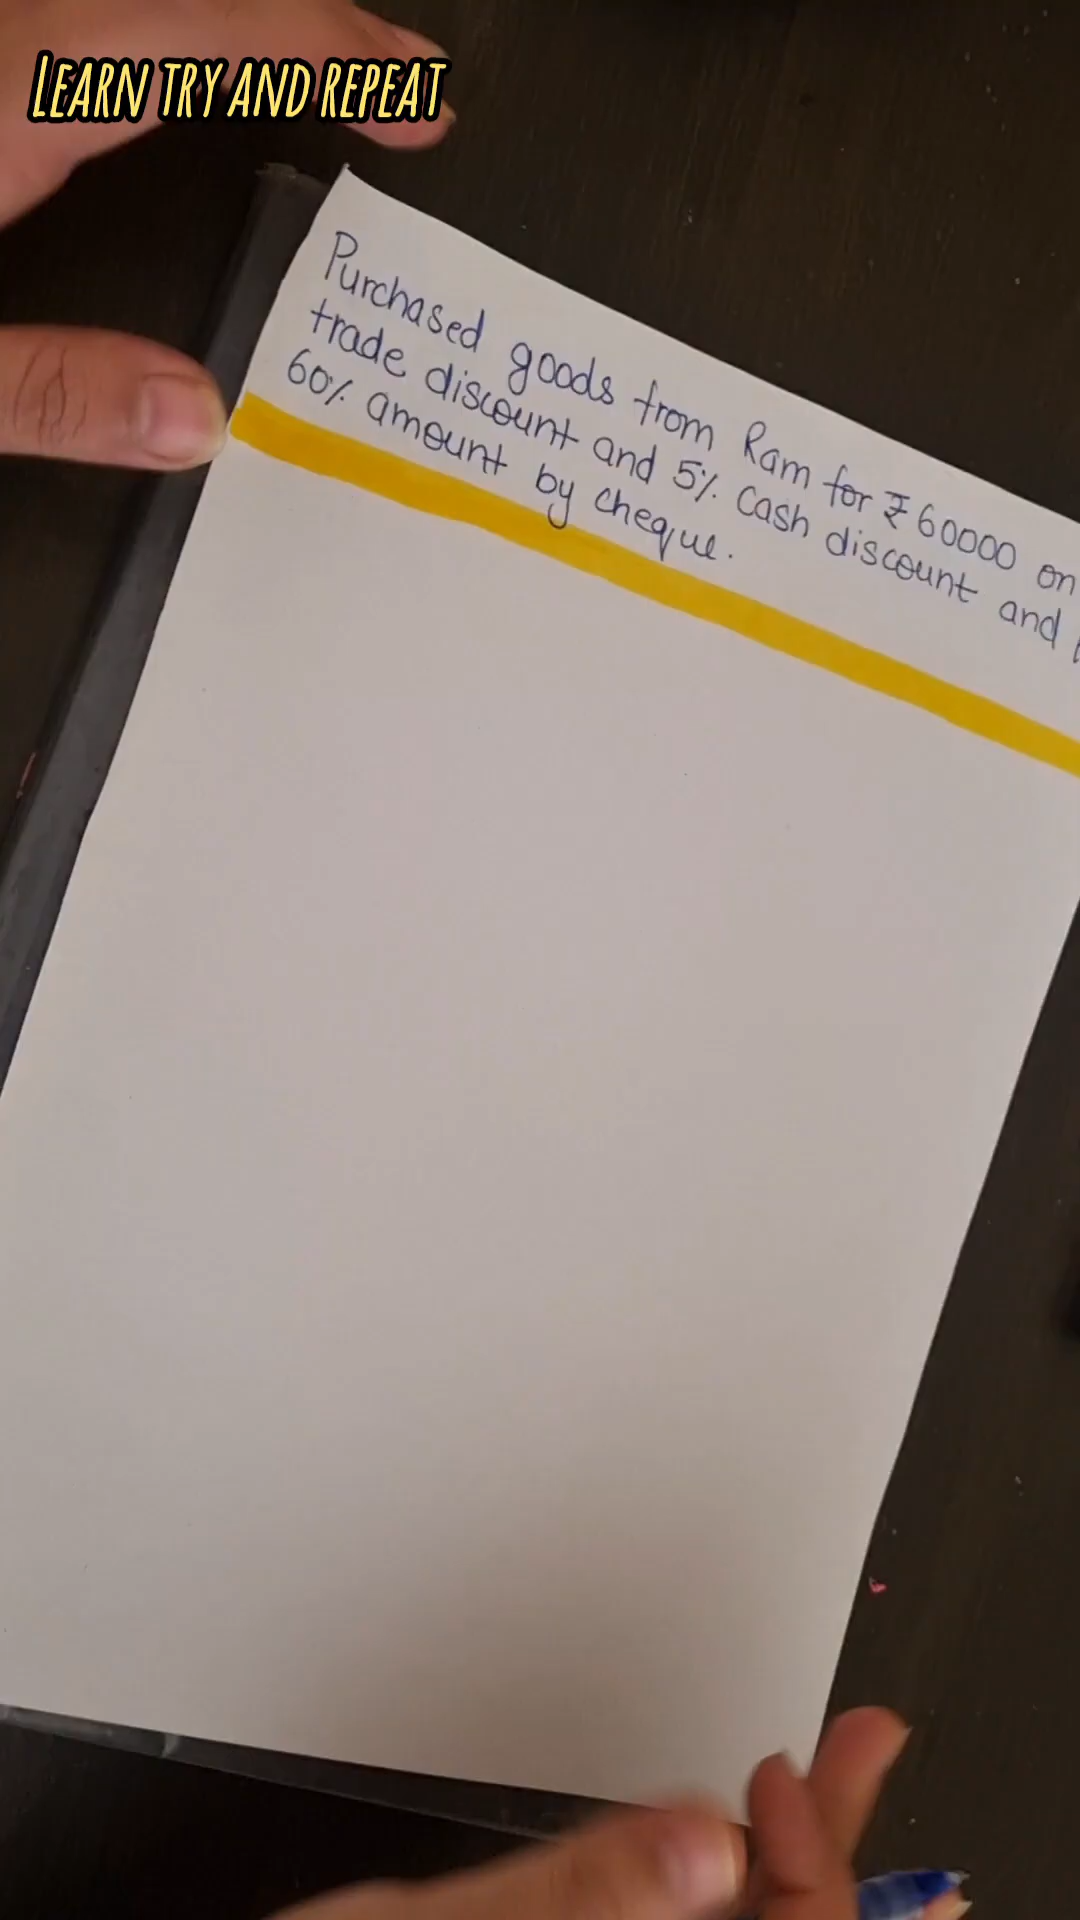 LEARN TRY AND REPEAT
Purchased goods from Ram for ₹ 60000 on
trade discount and 5% cash discount and
60% amount by cheque.